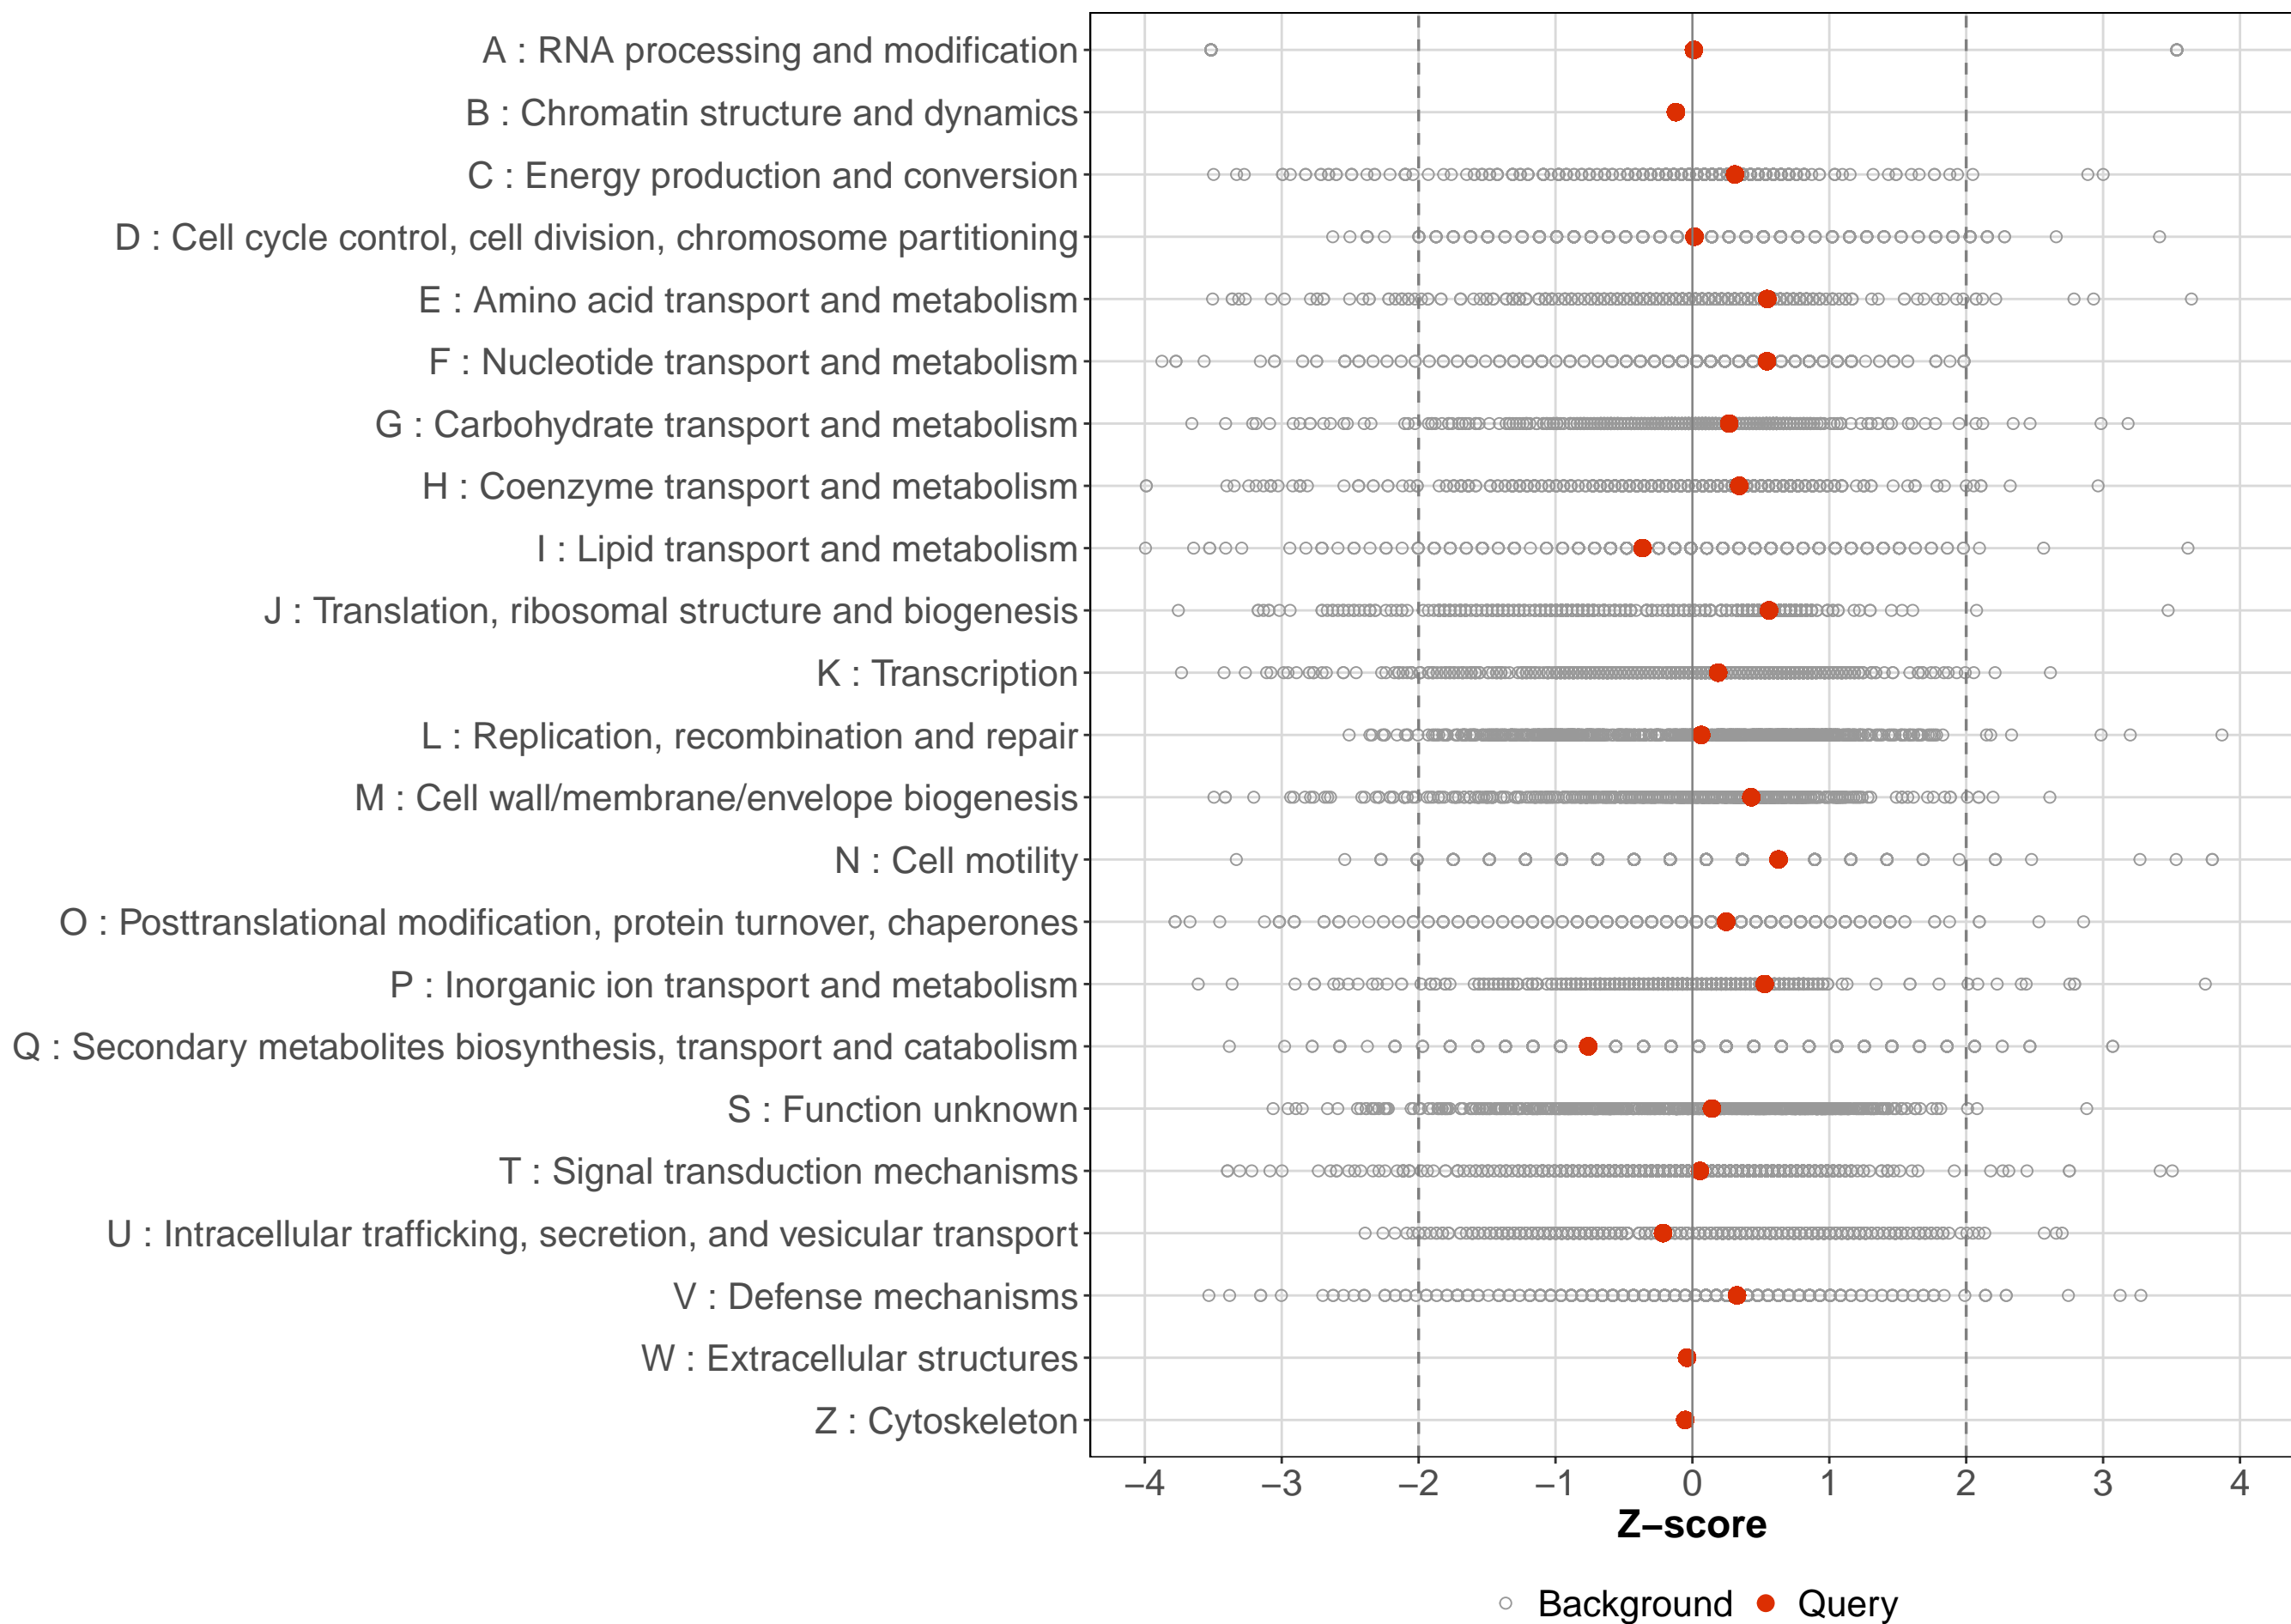 A : RNA processing and modification
B : Chromatin structure and dynamics
C : Energy production and conversion
D : Cell cycle control, cell division, chromosome partitioning
E : Amino acid transport and metabolism
F : Nucleotide transport and metabolism
G : Carbohydrate transport and metabolism
H : Coenzyme transport and metabolism
I : Lipid transport and metabolism
J : Translation, ribosomal structure and biogenesis
K : Transcription
L : Replication, recombination and repair
M : Cell wall/membrane/envelope biogenesis
N : Cell motility
O : Posttranslational modification, protein turnover, chaperones
P : Inorganic ion transport and metabolism
Q : Secondary metabolites biosynthesis, transport and catabolism
S : Function unknown
T : Signal transduction mechanisms
U : Intracellular trafficking, secretion, and vesicular transport
V : Defense mechanisms
W : Extracellular structures
Z : Cytoskeleton
−4 −3 −2 −1 0 1 2 3 4
Z−score
Background Query